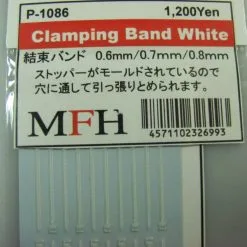 P-1086 1,200Yen
Clamping Band White
結束バンド 0.6mm/0.7mm/0.8mm
ストッパーがモールドされているので
穴に通して引っ張りとめられます。
MFH
4571102326993